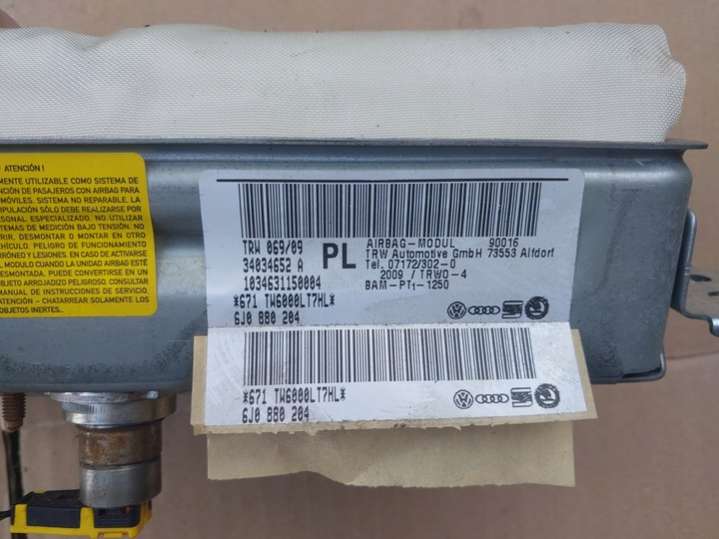 ATENCIÓN !
MENTE UTILIZABLE COMO SISTEMA DE
NCIÓN DE PASAJEROS CON AIRBAG PARA
MÓVILES. SISTEMA NO REPARABLE. LA
IPULACIÓN SÓLO DEBE REALIZARSE POR
SONAL ESPECIALIZADO. NO UTILIZAR
TEMAS DE MEDICIÓN BAJO TENSIÓN. NO
RIR, DESMONTAR O MONTAR EN OTRO
HÍCULO. PELIGRO DE FUNCIONAMIENTO
RRÓNEO Y LESIONES. EN CASO DE ACTIVARSE
L MODULO CUANDO LA UNIDAD AIRBAG ESTÉ
ESMONTADA, PUEDE CONVERTIRSE EN UN
BJETO ARROJADIZO PELIGROSO. CONSULTAR
MANUAL DE INSTRUCCIONES DE SERVICIO.
ATENCIÓN - CHATARREAR SOLAMENTE LOS
OBJETOS INERTES..
TRW 069/09
34034652 A
1034631150004
*671 TW6000LT7HL*
6J0 880 204
PL
AIRBAG-MODUL 90016
TRW Automotive GmbH 73553 Alfdorf
Tel. 07172/302-0
2009 / TRWO-4
BAM-PT1-1250
*671 TW6000LT7HL*
6J0 880 204